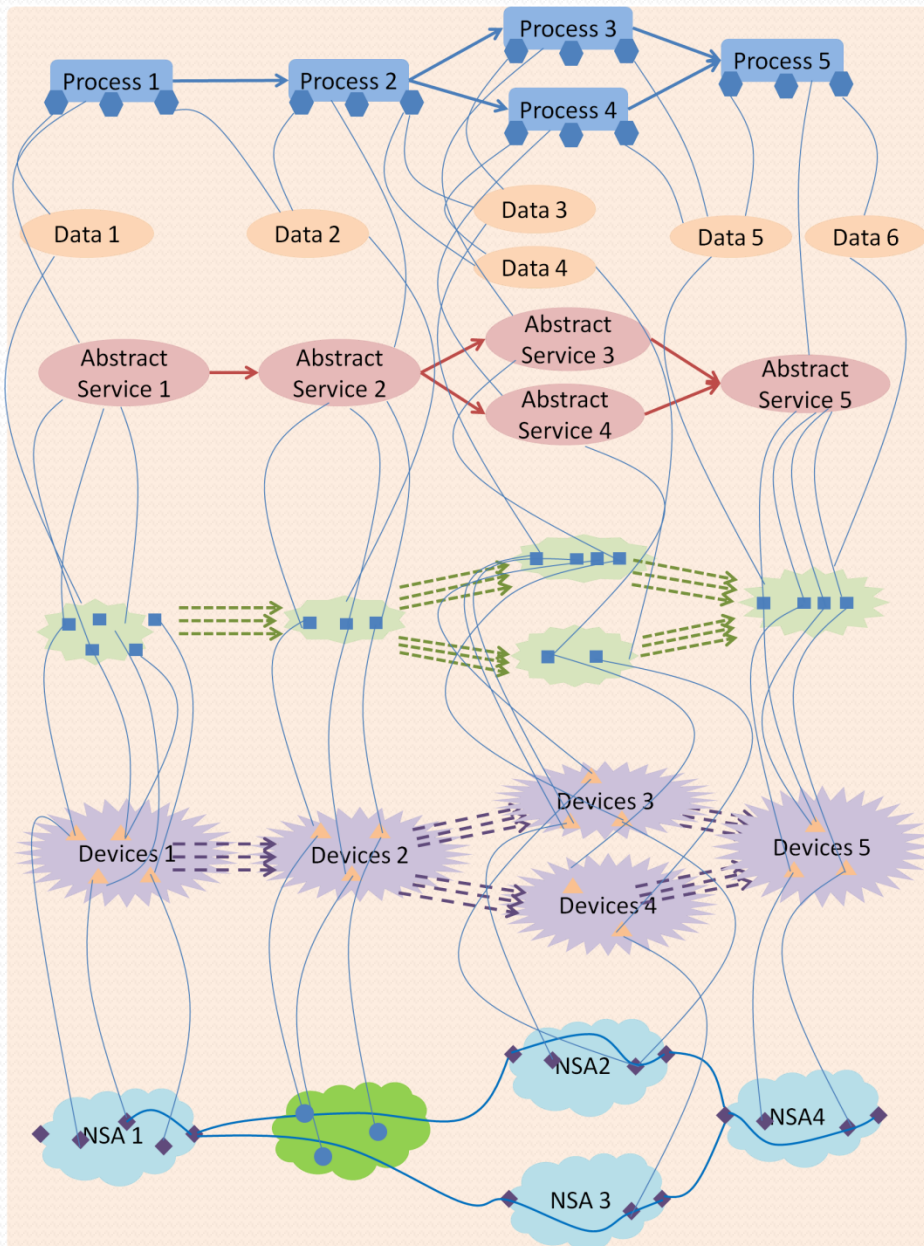 Process 1
Process 2
Process 3
Process 4
Process 5
Data 1
Data 2
Data 3
Data 4
Data 5
Data 6
Abstract
Service 1
Abstract
Service 2
Abstract
Service 3
Abstract
Service 4
Abstract
Service 5
Devices 1
Devices 2
Devices 3
Devices 4
Devices 5
NSA 1
NSA2
NSA 3
NSA4